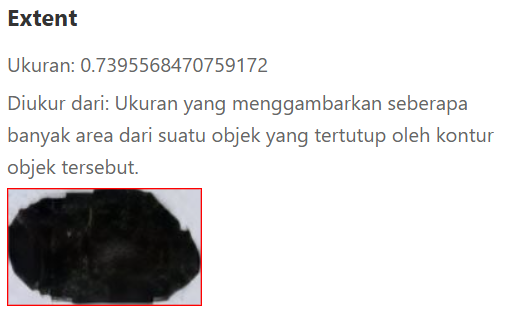 Extent
Ukuran: 0.7395568470759172
Diukur dari: Ukuran yang menggambarkan seberapa
banyak area dari suatu objek yang tertutup oleh kontur
objek tersebut.